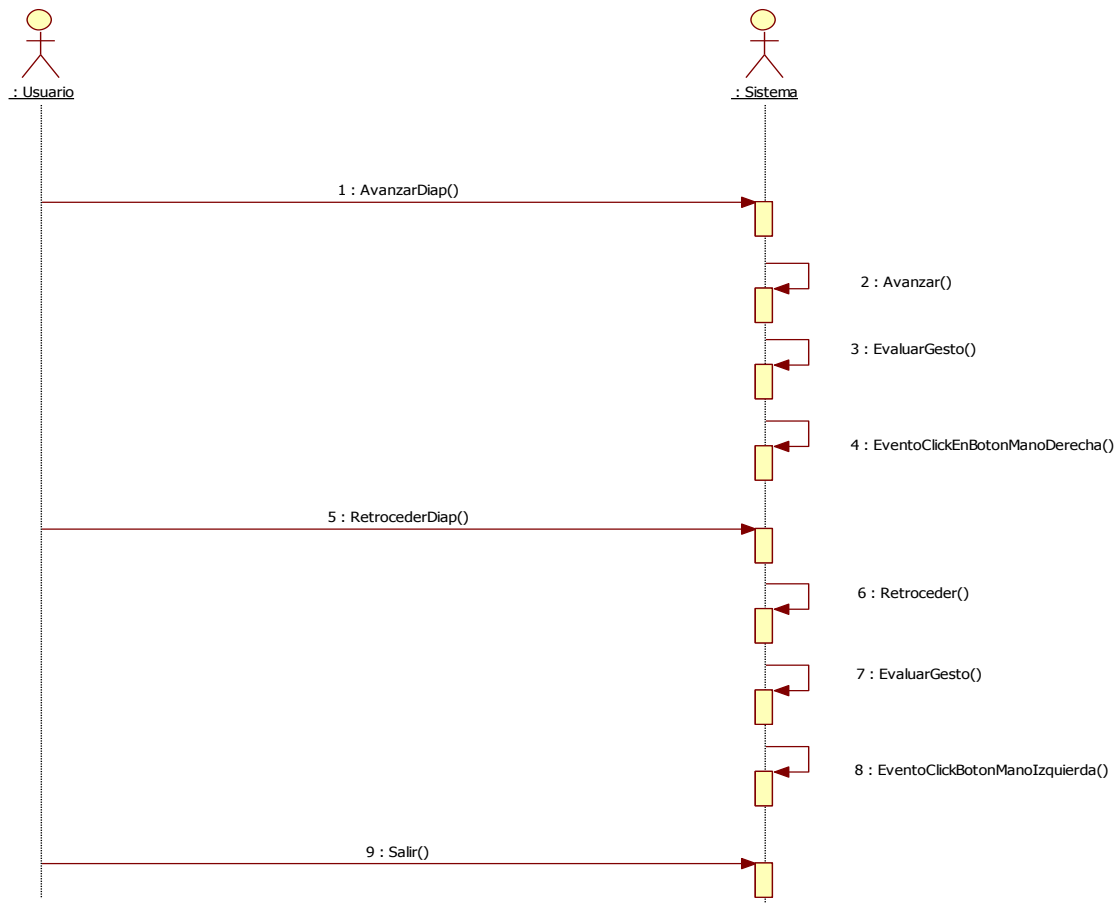 : Usuario
: Sistema
1 : AvanzarDiap()
2 : Avanzar()
3 : EvaluarGesto()
4 : EventoClickEnBotonManoDerecha()
5 : RetrocederDiap()
6 : Retroceder()
7 : EvaluarGesto()
8 : EventoClickBotonManoIzquierda()
9 : Salir()